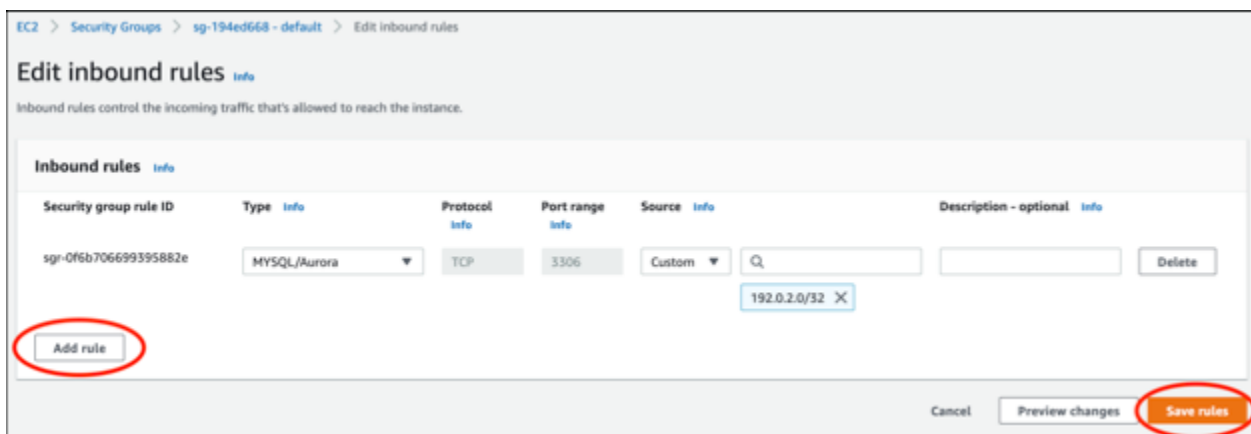 EC2 > Security Groups > sg-194ed668 - default > Edit inbound rules
Edit inbound rules Info
Inbound rules control the incoming traffic that's allowed to reach the instance.
Inbound rules Info
Security group rule ID Type Info Protocol Info Port range Info Source Info Description - optional Info
sgr-0f6b706699395882e MYSQL/Aurora TCP 3306 Custom Delete
192.0.2.0/32 X
Add rule
Cancel Preview changes Save rules